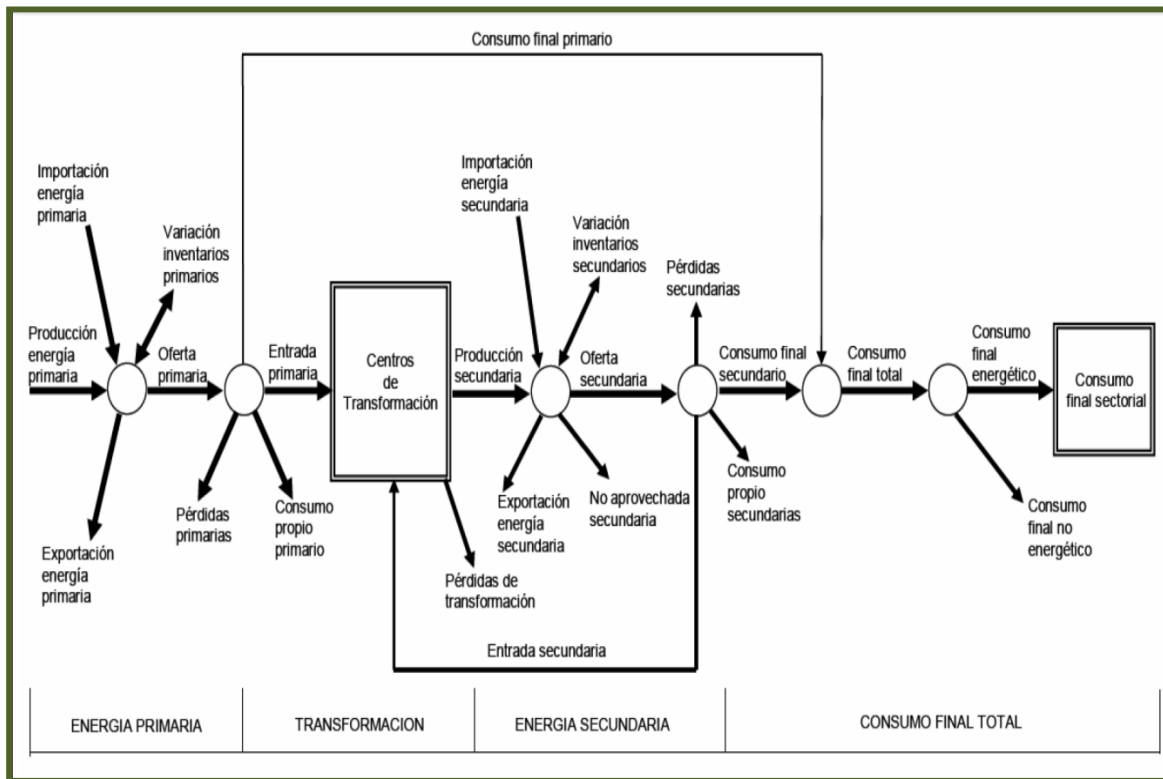 Consumo final primario
Importación
energía
primaria
Variación
inventarios
primarios
Producción
energía
primaria
Oferta
primaria
Entrada
primaria
Centros
de
Transformación
Exportación
energía
primaria
Pérdidas
primarias
Consumo
propio
primario
Pérdidas de
transformación
Importación
energía
secundaria
Variación
inventarios
secundarios
Producción
secundaria
Oferta
secundaria
Exportación
energía
secundaria
No aprovechada
secundaria
Pérdidas
secundarias
Consumo final
secundario
Consumo
propio
secundarias
Consumo
final total
Consumo
final
energético
Consumo
final sectorial
Consumo
final no
energético
Entrada secundaria
ENERGIA PRIMARIA
TRANSFORMACION
ENERGIA SECUNDARIA
CONSUMO FINAL TOTAL